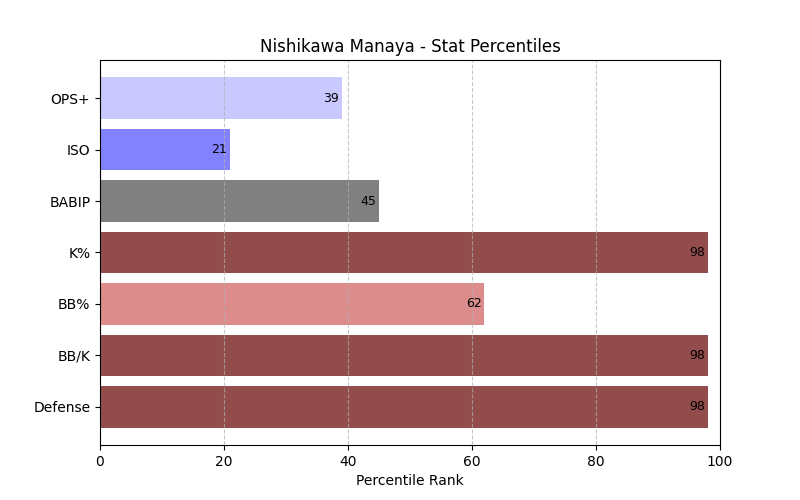 Nishikawa Manaya - Stat Percentiles
OPS+ 39
ISO 21
BABIP 45
K% 98
BB% 62
BB/K 98
Defense 98
0 20 40 60 80 100
Percentile Rank